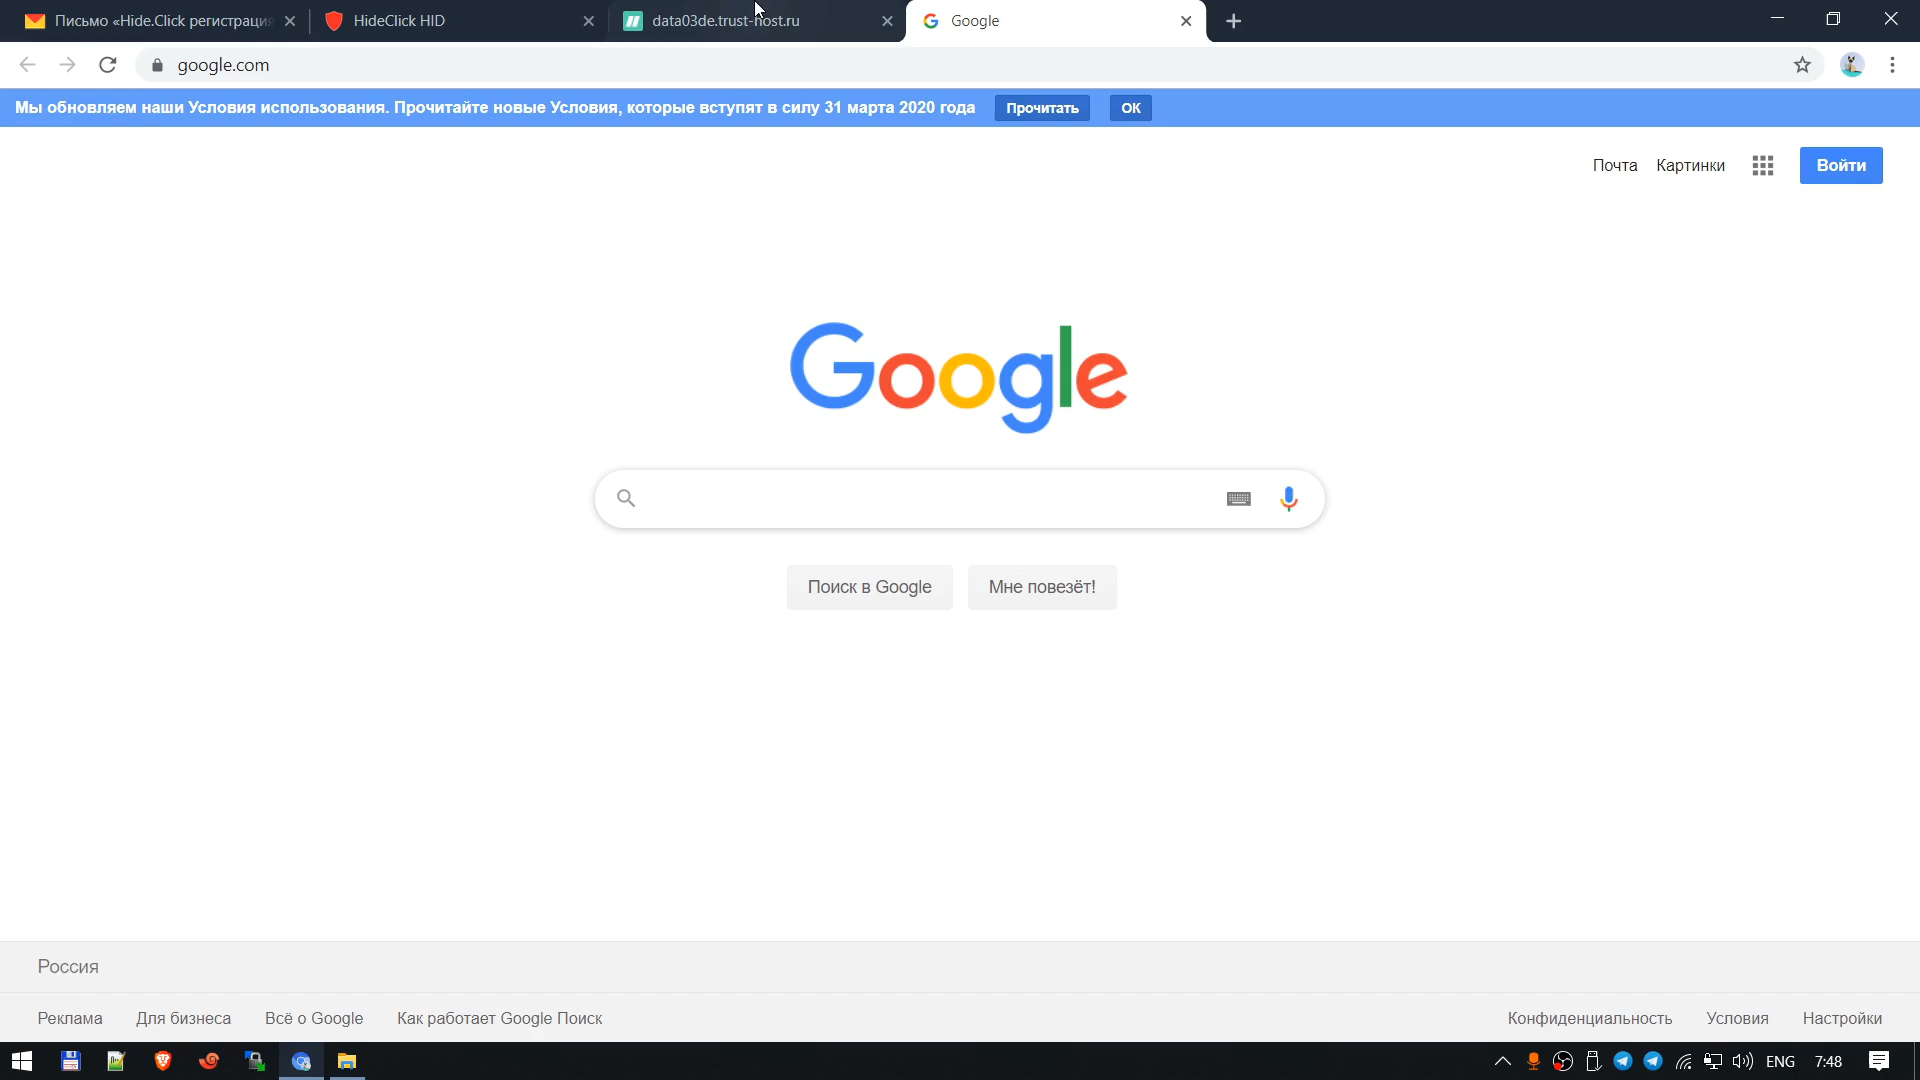 Письмо «Hide.Click регистрация
HideClick HID
data03de.trust-host.ru
Google
google.com
Мы обновляем наши Условия использования. Прочитайте новые Условия, которые вступят в силу 31 марта 2020 года
Прочитать
ОК
Почта
Картинки
Войти
Google
Поиск в Google
Мне повезёт!
Россия
Реклама
Для бизнеса
Всё о Google
Как работает Google Поиск
Конфиденциальность
Условия
Настройки
ENG
7:48